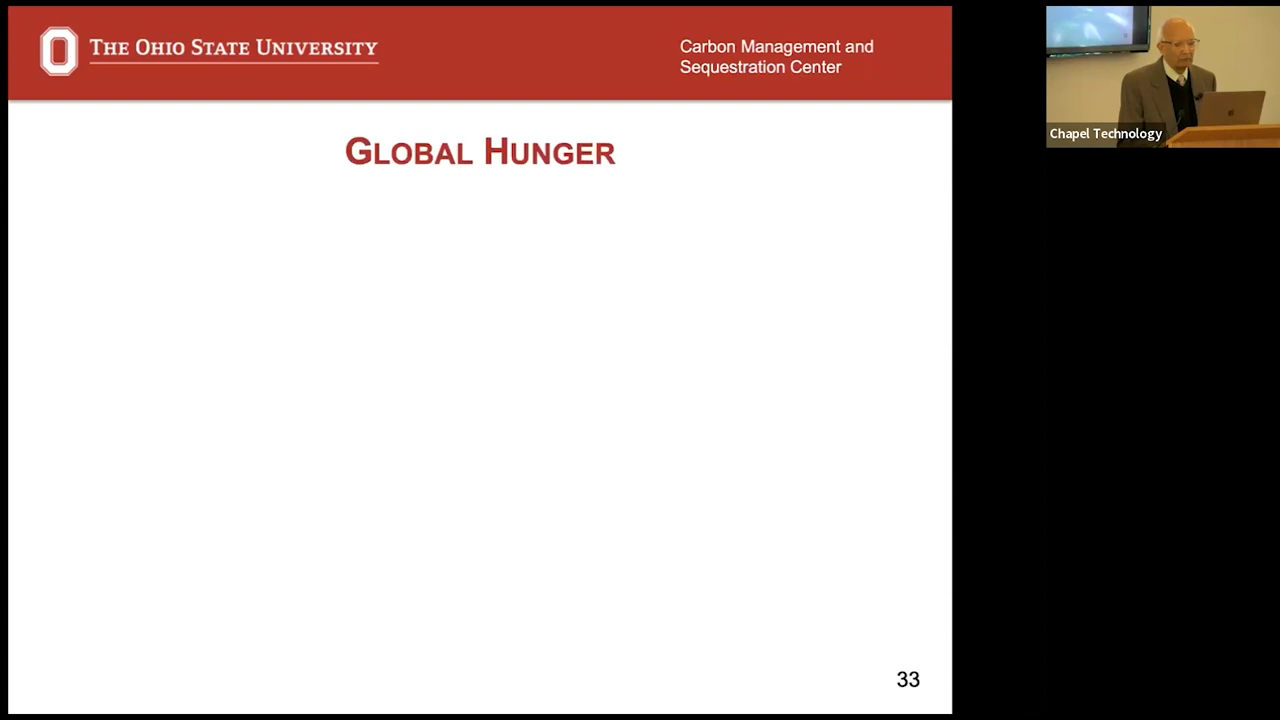 THE OHIO STATE UNIVERSITY
Carbon Management and
Sequestration Center
GLOBAL HUNGER
33
Chapel Technology